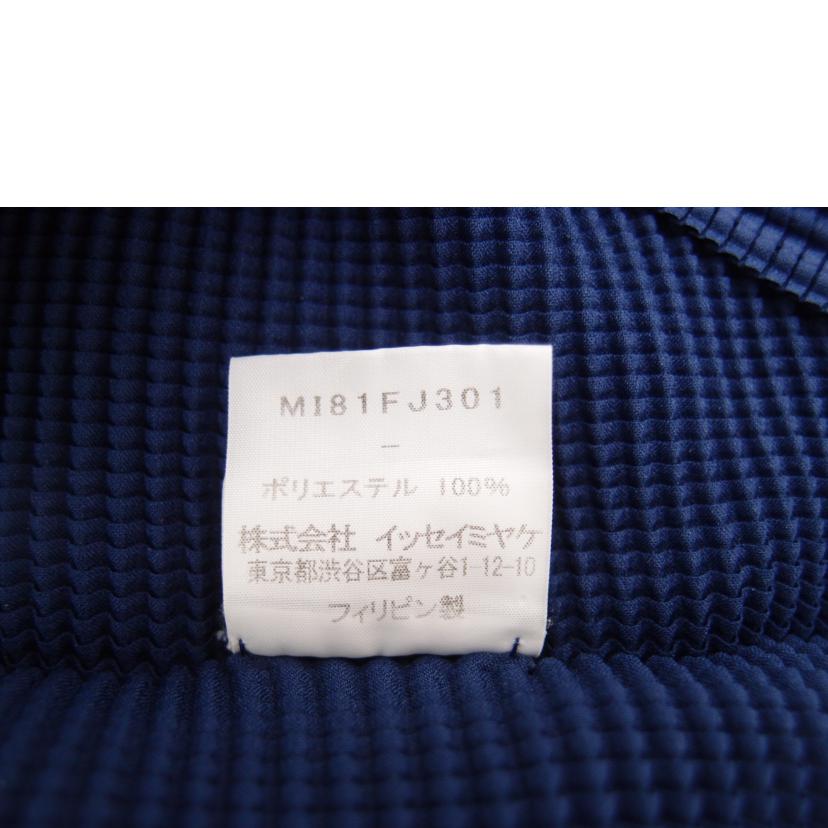 MI81FJ301
—
ポリエステル 100%
株式会社 イッセイミヤケ
東京都渋谷区富ヶ谷1-12-10
フィリピン製